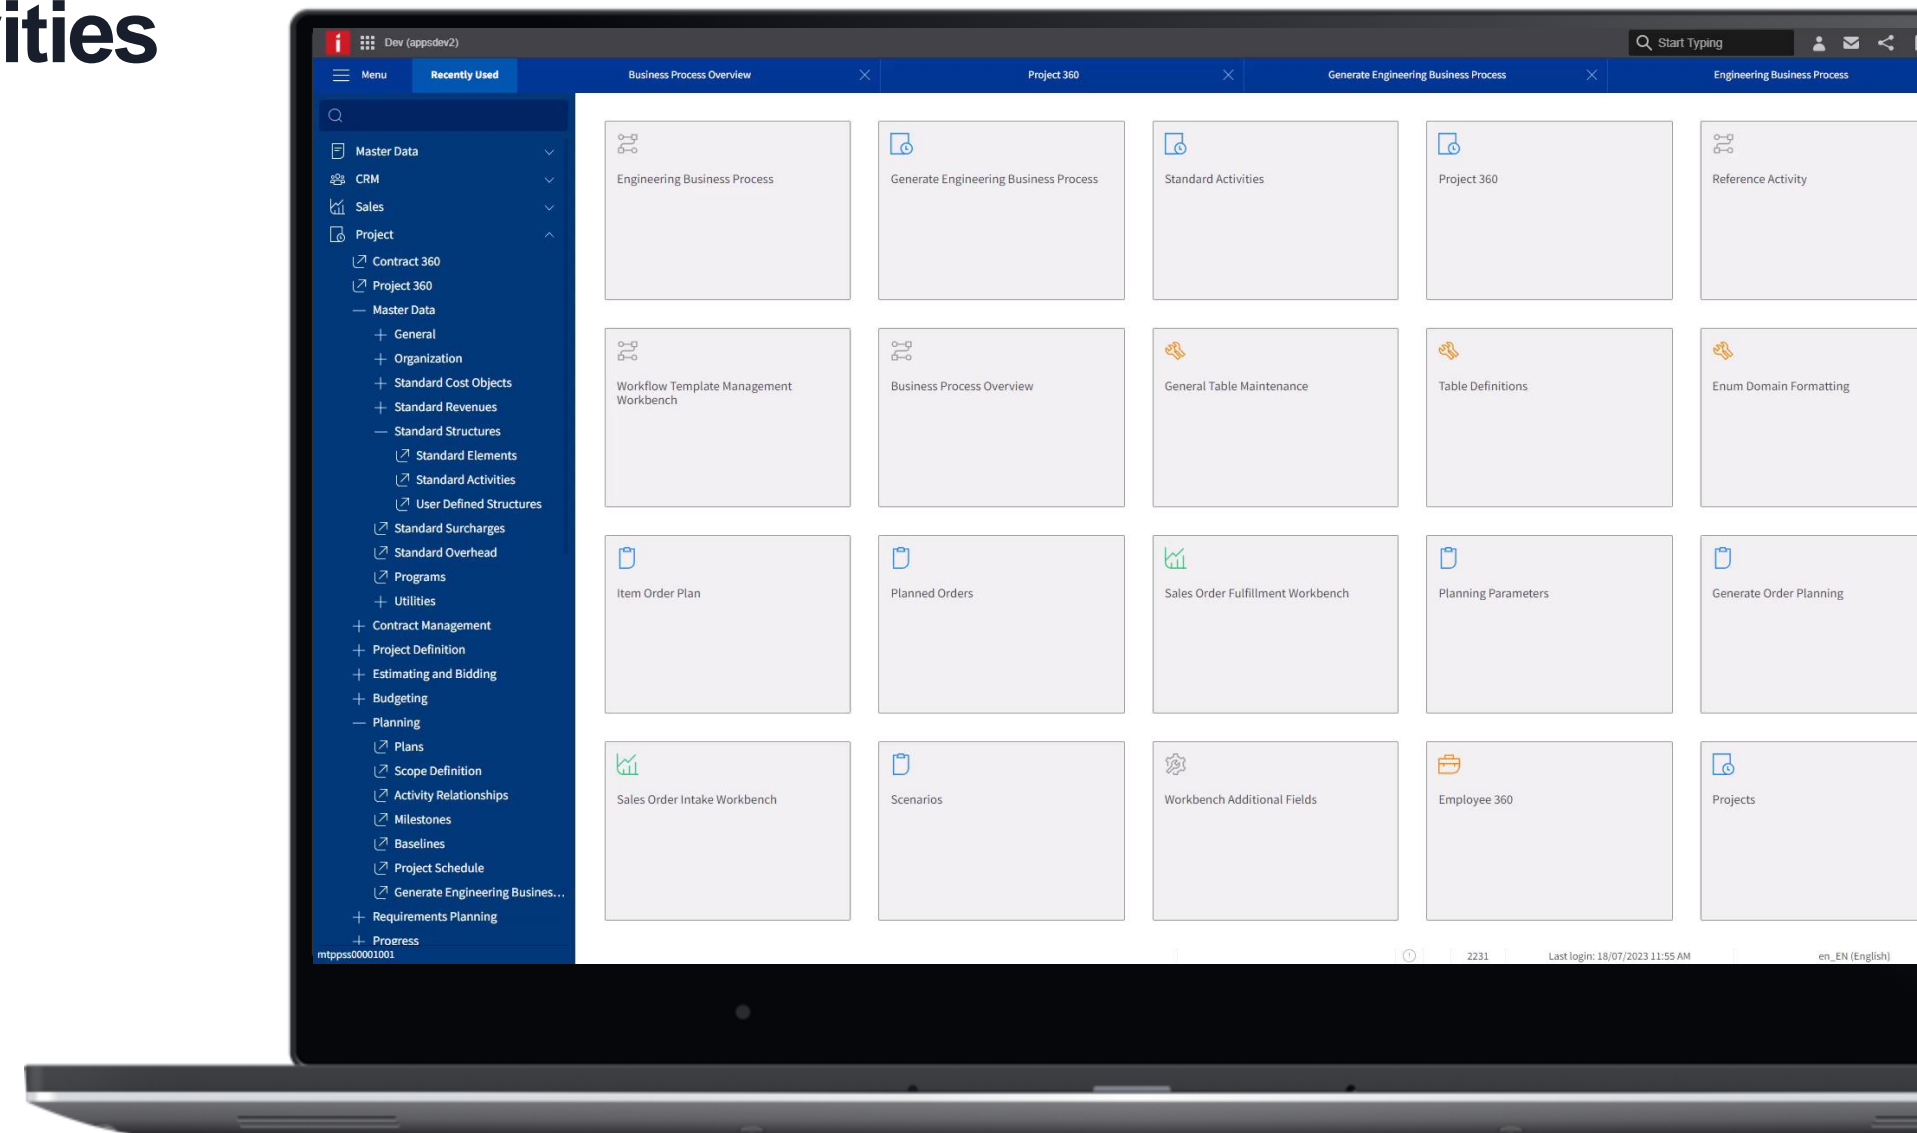 ities
Dev (appsdev2)
Start Typing
Menu
Recently Used
Business Process Overview
Project 360
Generate Engineering Business Process
Engineering Business Process
Master Data
CRM
Sales
Project
Contract 360
Project 360
Master Data
General
Organization
Standard Cost Objects
Standard Revenues
Standard Structures
Standard Elements
Standard Activities
User Defined Structures
Standard Surcharges
Standard Overhead
Programs
Utilities
Contract Management
Project Definition
Estimating and Bidding
Budgeting
Planning
Plans
Scope Definition
Activity Relationships
Milestones
Baselines
Project Schedule
Generate Engineering Busines...
Requirements Planning
Progress
mtppss00001001
Engineering Business Process
Generate Engineering Business Process
Standard Activities
Project 360
Reference Activity
Workflow Template Management
Workbench
Business Process Overview
General Table Maintenance
Table Definitions
Enum Domain Formatting
Item Order Plan
Planned Orders
Sales Order Fulfillment Workbench
Planning Parameters
Generate Order Planning
Sales Order Intake Workbench
Scenarios
Workbench Additional Fields
Employee 360
Projects
2231
Last login: 18/07/2023 11:55 AM
en_EN (English)